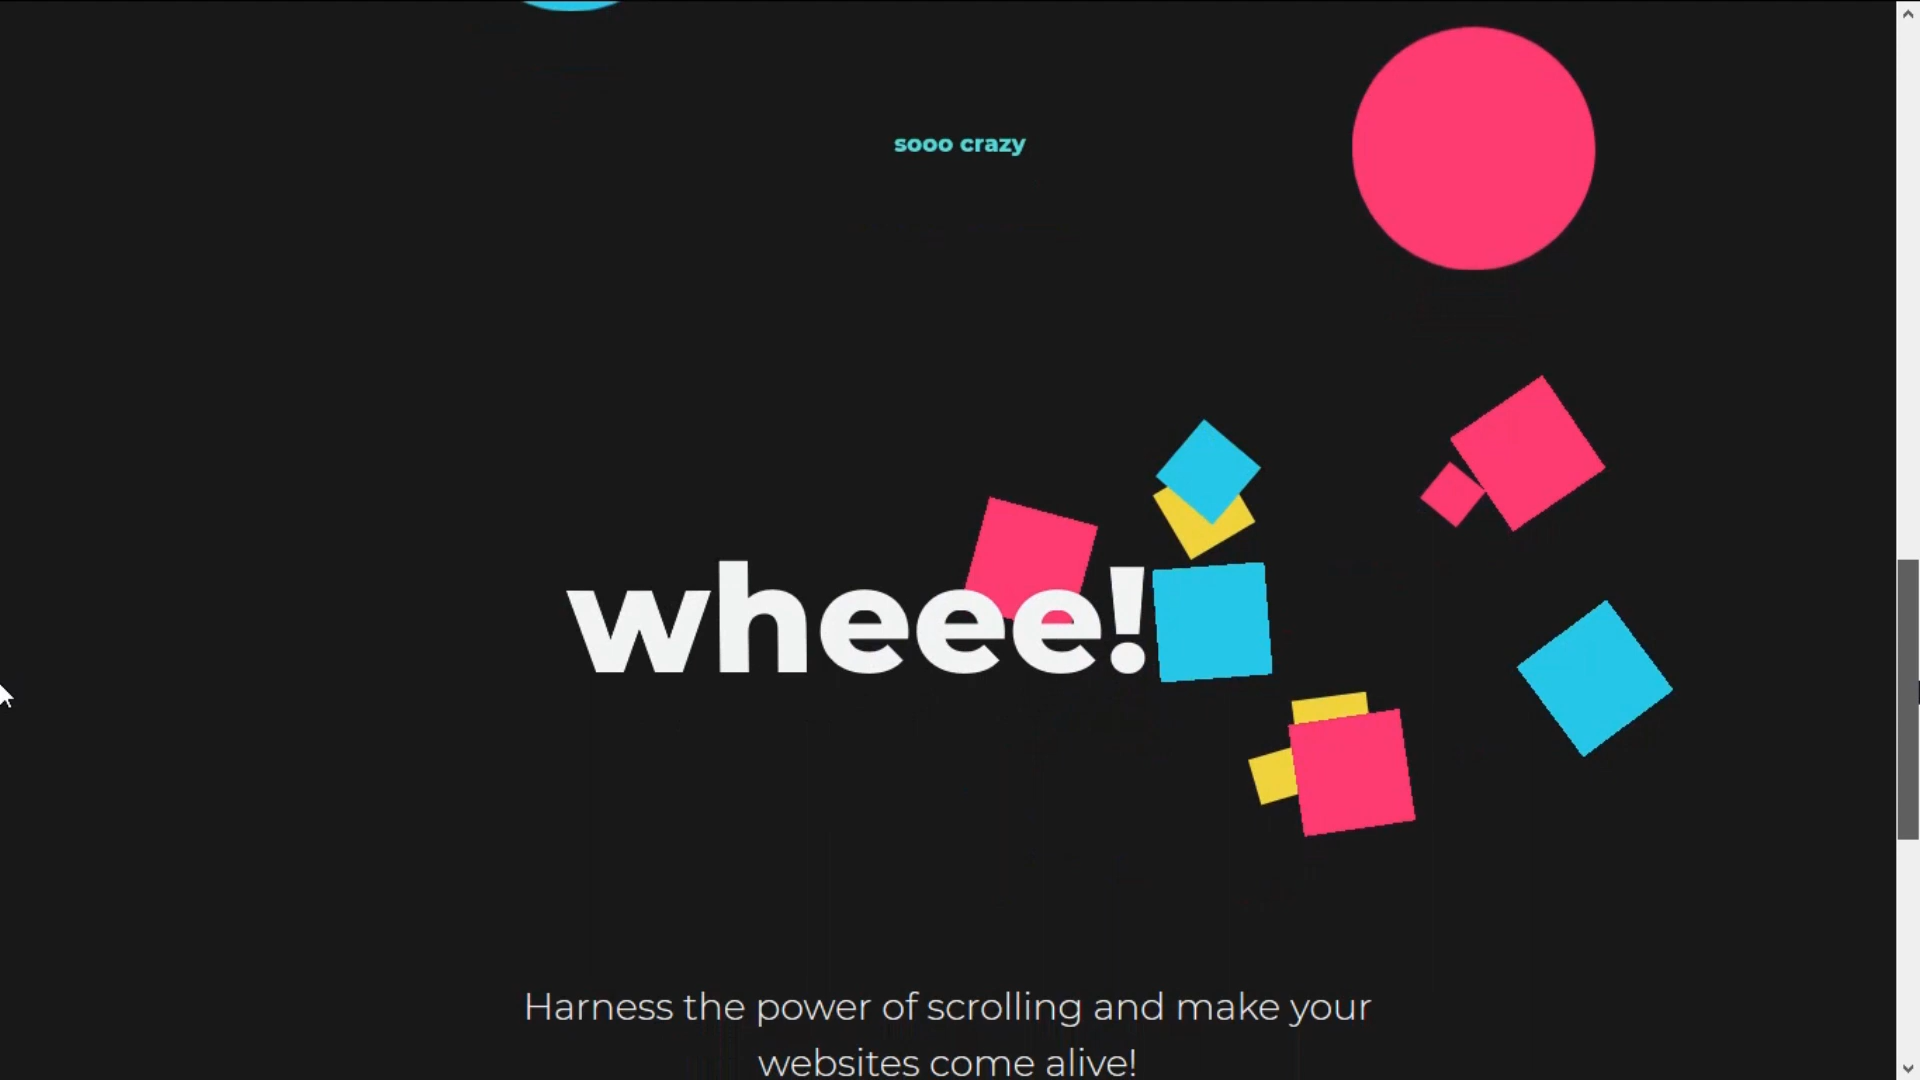 sooo crazy
wheee!
Harness the power of scrolling and make your
websites come alive!